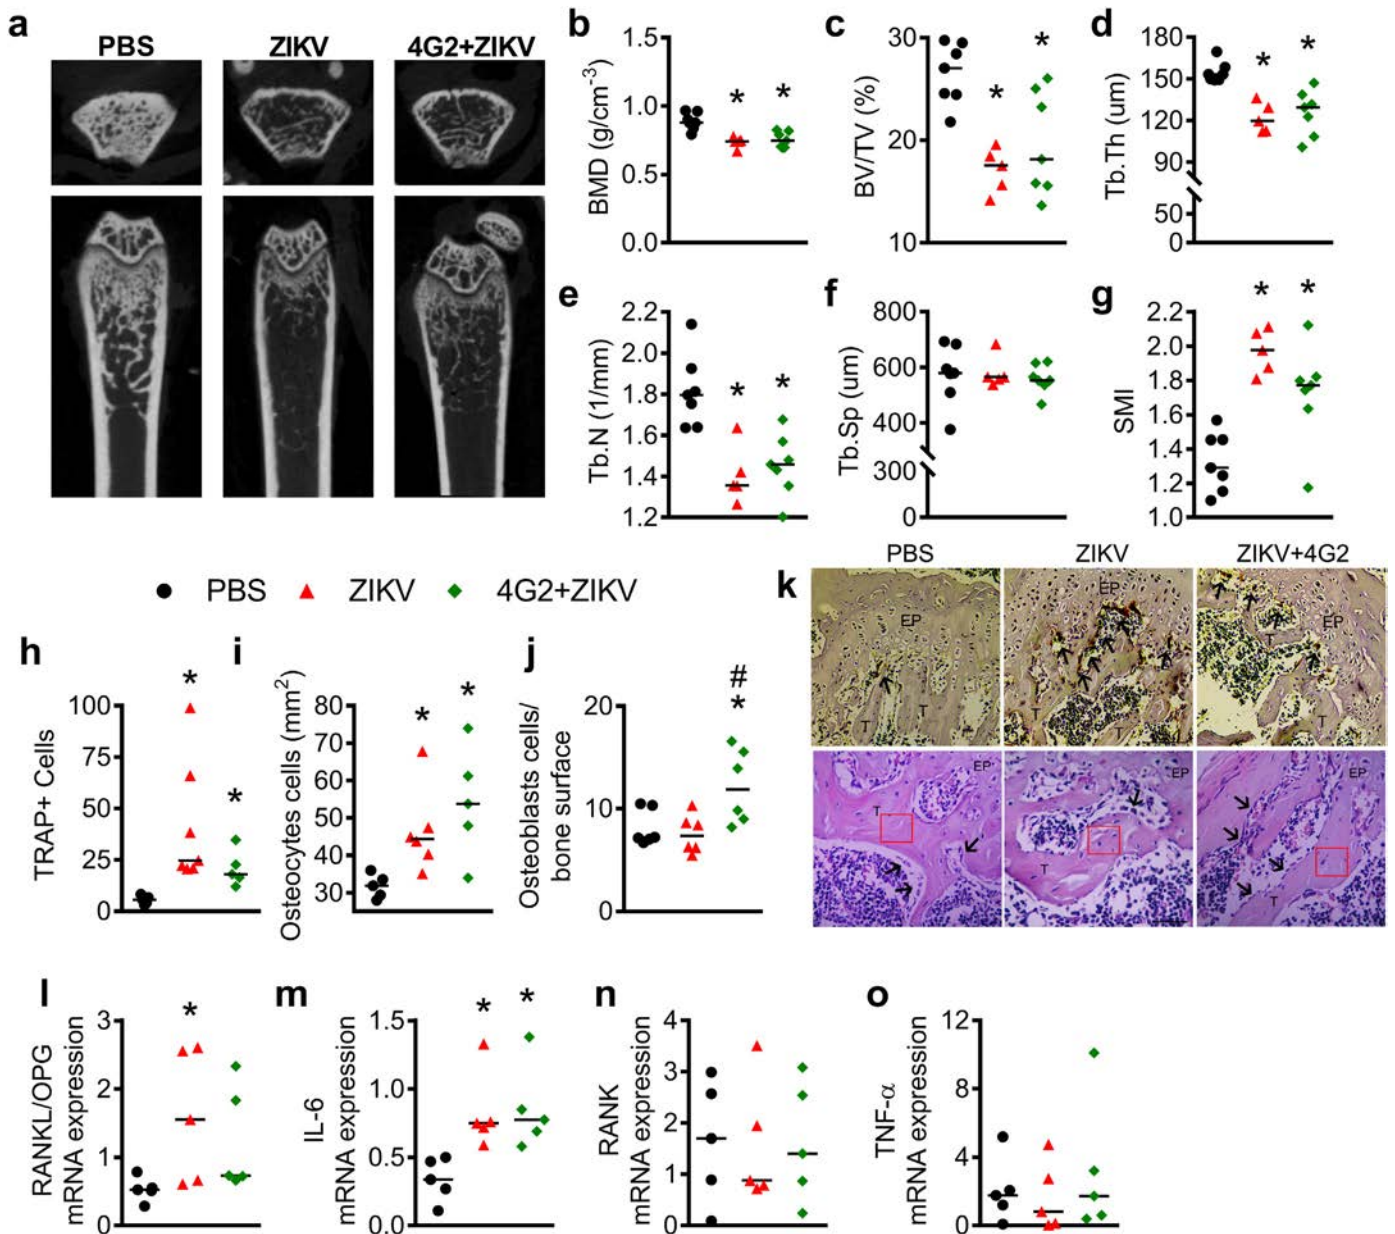 a
PBS
ZIKV
4G2+ZIKV
b
BMD (g/cm-3)
1.5
1.0
0.5
0.0
*
*
c
BV/TV (%)
30
20
10
*
*
d
Tb.Th (um)
180
150
120
90
50
0
*
*
e
Tb.N (1/mm)
2.2
2.0
1.8
1.6
1.4
1.2
*
*
f
Tb.Sp (um)
800
600
400
300
0
g
SMI
2.2
2.0
1.8
1.6
1.4
1.2
1.0
*
*
PBS
ZIKV
4G2+ZIKV
h
TRAP+ Cells
100
75
50
25
0
*
*
i
Osteocytes cells (mm²)
80
70
60
50
40
30
*
*
j
Osteoblasts cells/
bone surface
20
10
0
#
*
k
PBS
ZIKV
ZIKV+4G2
EP
T
T
EP
T
T
EP
T
T
EP
T
T
EP
T
l
RANKL/OPG
mRNA expression
3
2
1
0
*
m
IL-6
mRNA expression
1.5
1.0
0.5
0.0
*
*
n
RANK
mRNA expression
4
3
2
1
0
o
TNF-α
mRNA expression
12
8
4
0